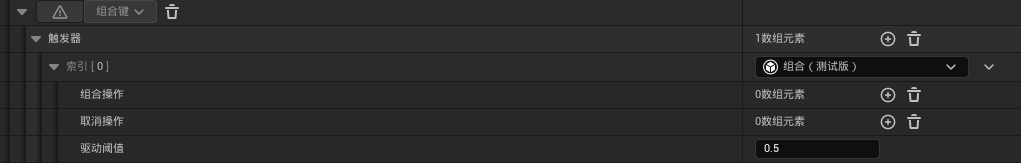 组合键
触发器 1数组元素
索引 [ 0 ] 组合（测试版）
组合操作 0数组元素
取消操作 0数组元素
驱动阈值 0.5